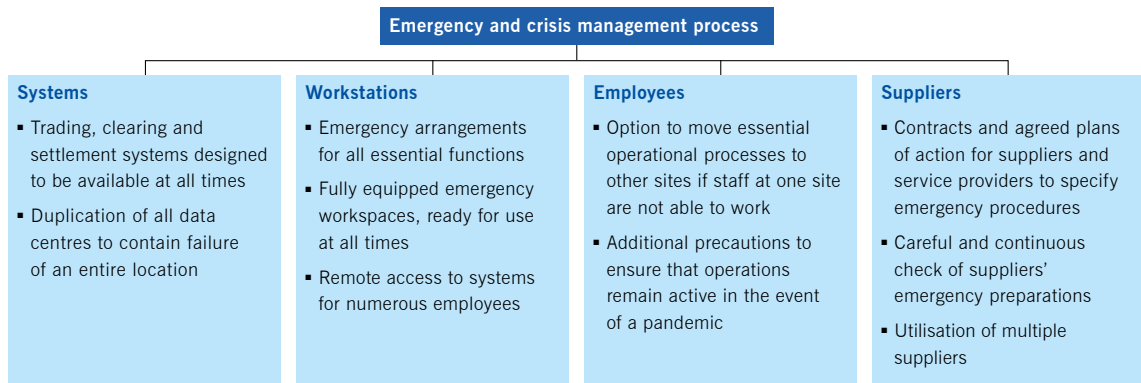 Emergency and crisis management process
Systems
▪ Trading, clearing and
settlement systems designed
to be available at all times
▪ Duplication of all data
centres to contain failure
of an entire location
Workstations
▪ Emergency arrangements
for all essential functions
▪ Fully equipped emergency
workspaces, ready for use
at all times
▪ Remote access to systems
for numerous employees
Employees
▪ Option to move essential
operational processes to
other sites if staff at one site
are not able to work
▪ Additional precautions to
ensure that operations
remain active in the event
of a pandemic
Suppliers
▪ Contracts and agreed plans
of action for suppliers and
service providers to specify
emergency procedures
▪ Careful and continuous
check of suppliers’
emergency preparations
▪ Utilisation of multiple
suppliers